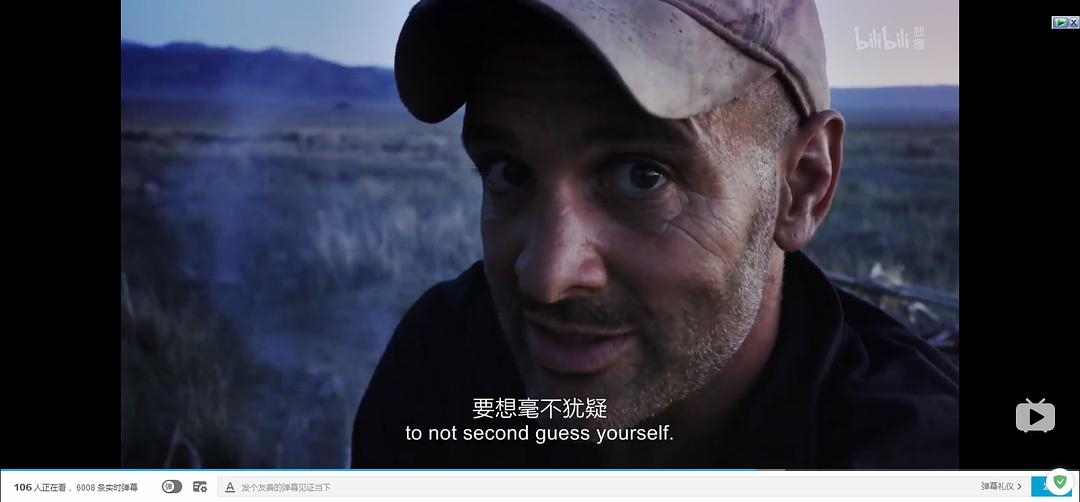 bilibili 独播
要想毫不犹疑
to not second guess yourself.
106 人正在看，6008 条实时弹幕 弹 A 发个友善的弹幕见证当下 弹幕礼仪 >